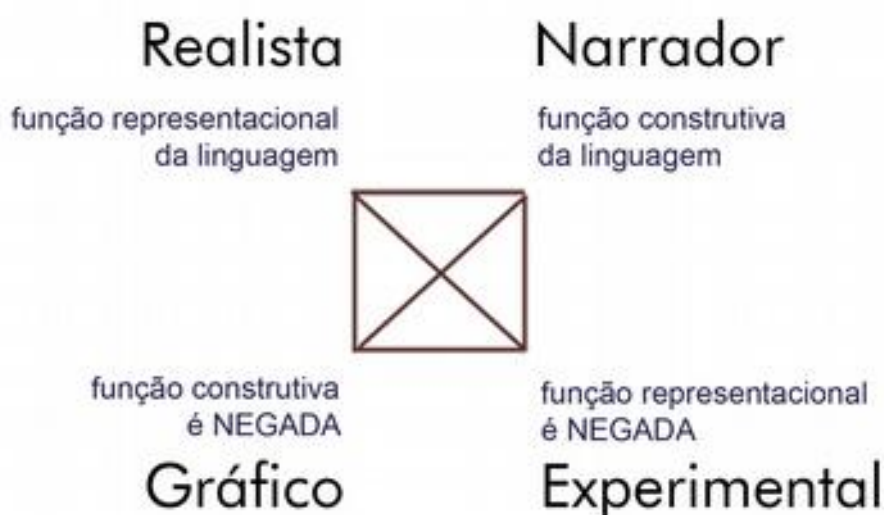 Realista
função representacional
da linguagem
Narrador
função construtiva
da linguagem
função construtiva
é NEGADA
Gráfico
função representacional
é NEGADA
Experimental